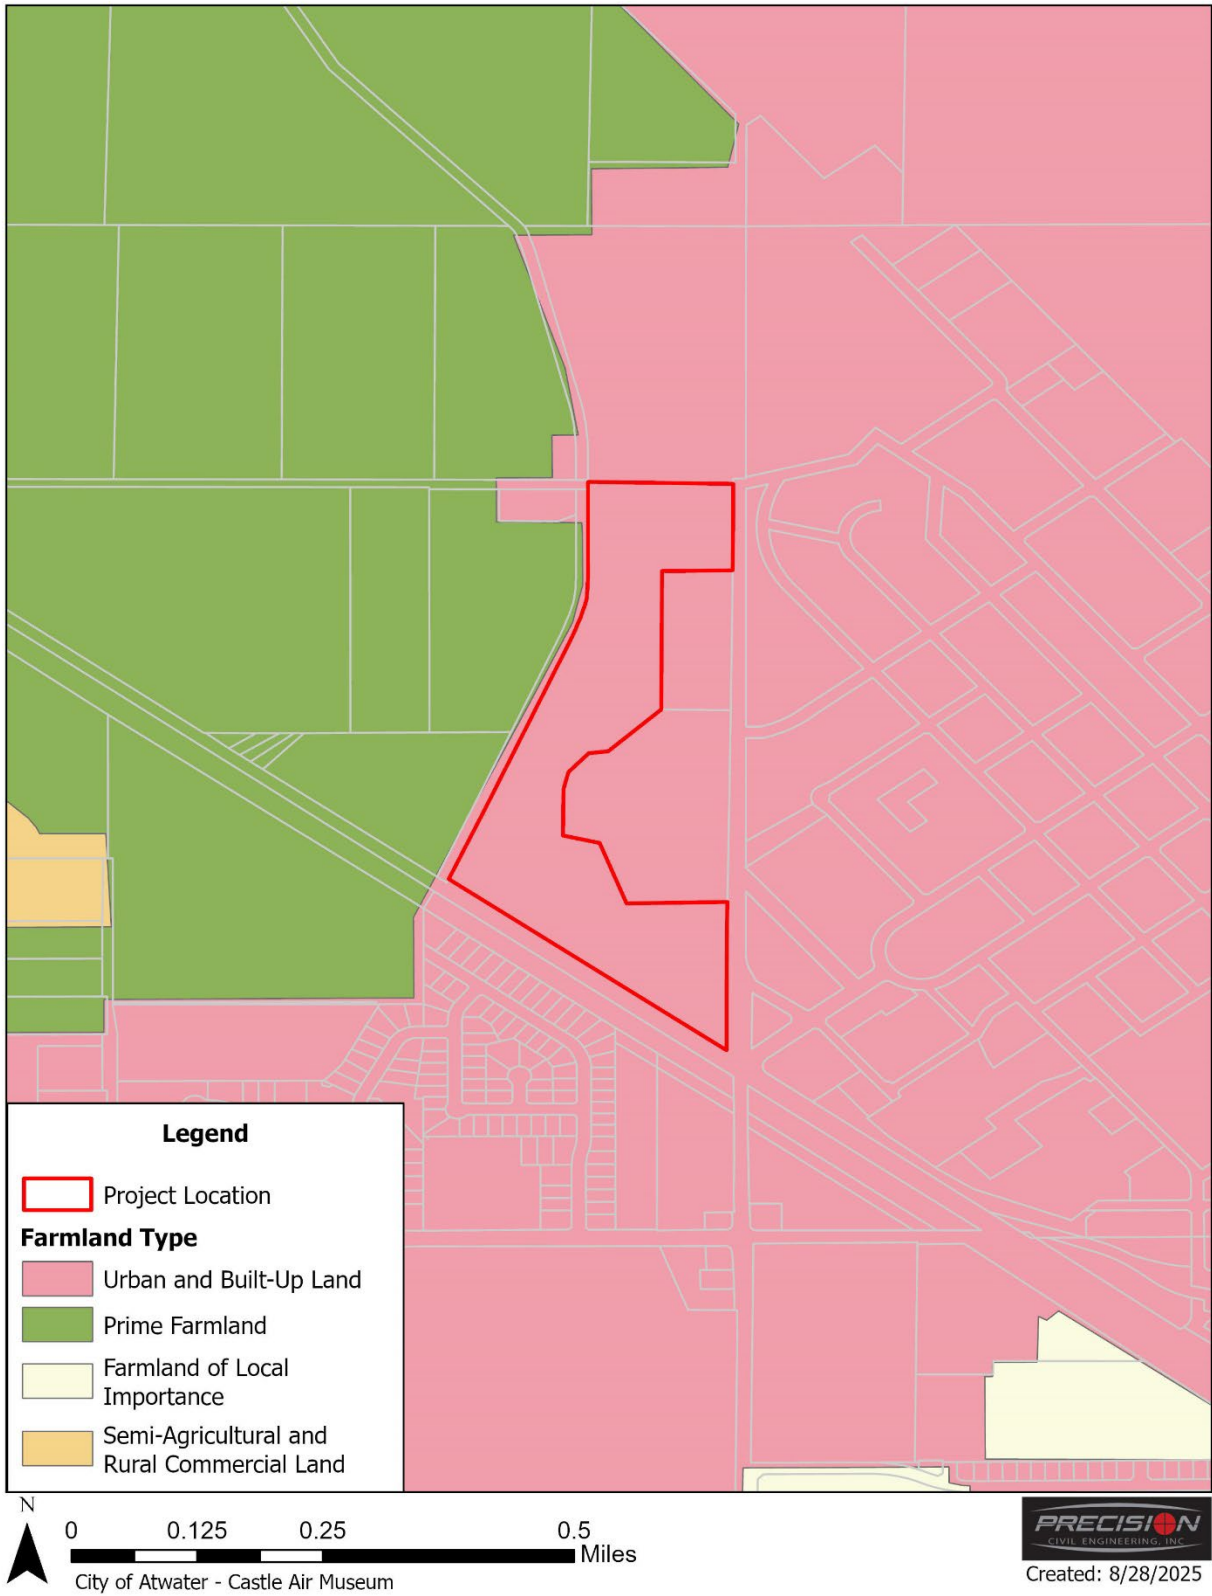 Legend
Project Location
Farmland Type
Urban and Built-Up Land
Prime Farmland
Farmland of Local
Importance
Semi-Agricultural and
Rural Commercial Land
N
0 0.125 0.25 0.5
Miles
City of Atwater - Castle Air Museum
PRECISION
CIVIL ENGINEERING, INC
Created: 8/28/2025